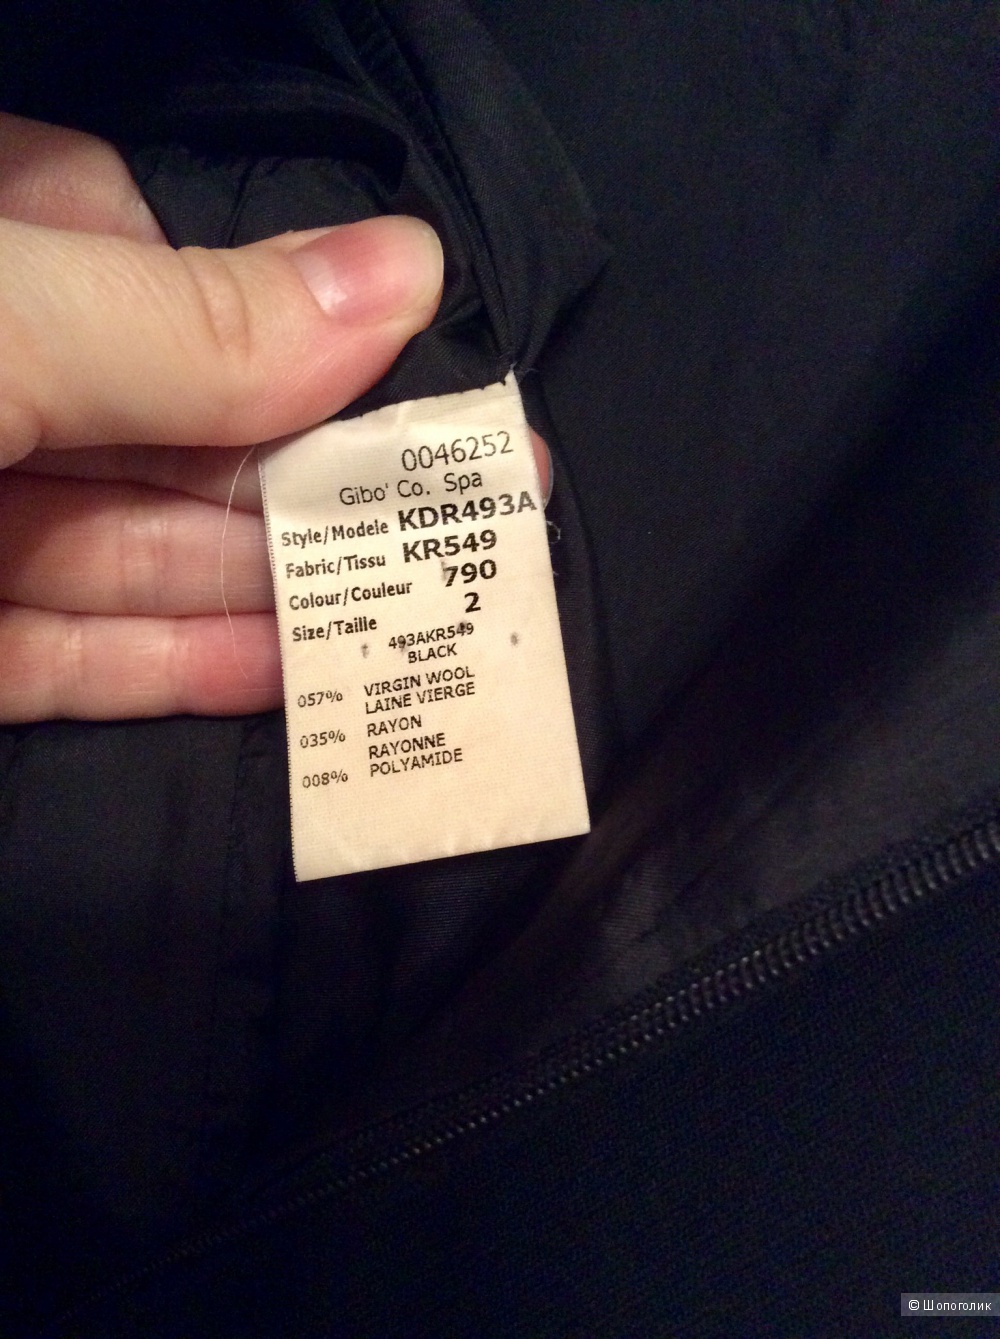 0046252
Gibo' Co. Spa
Style/Modele KDR493A
Fabric/Tissu KR549
Colour/Couleur 790
Size/Taille 2
493AKR549
BLACK
057% VIRGIN WOOL
LAINE VIERGE
035% RAYON
RAYONNE
008% POLYAMIDE
© Шопоголик